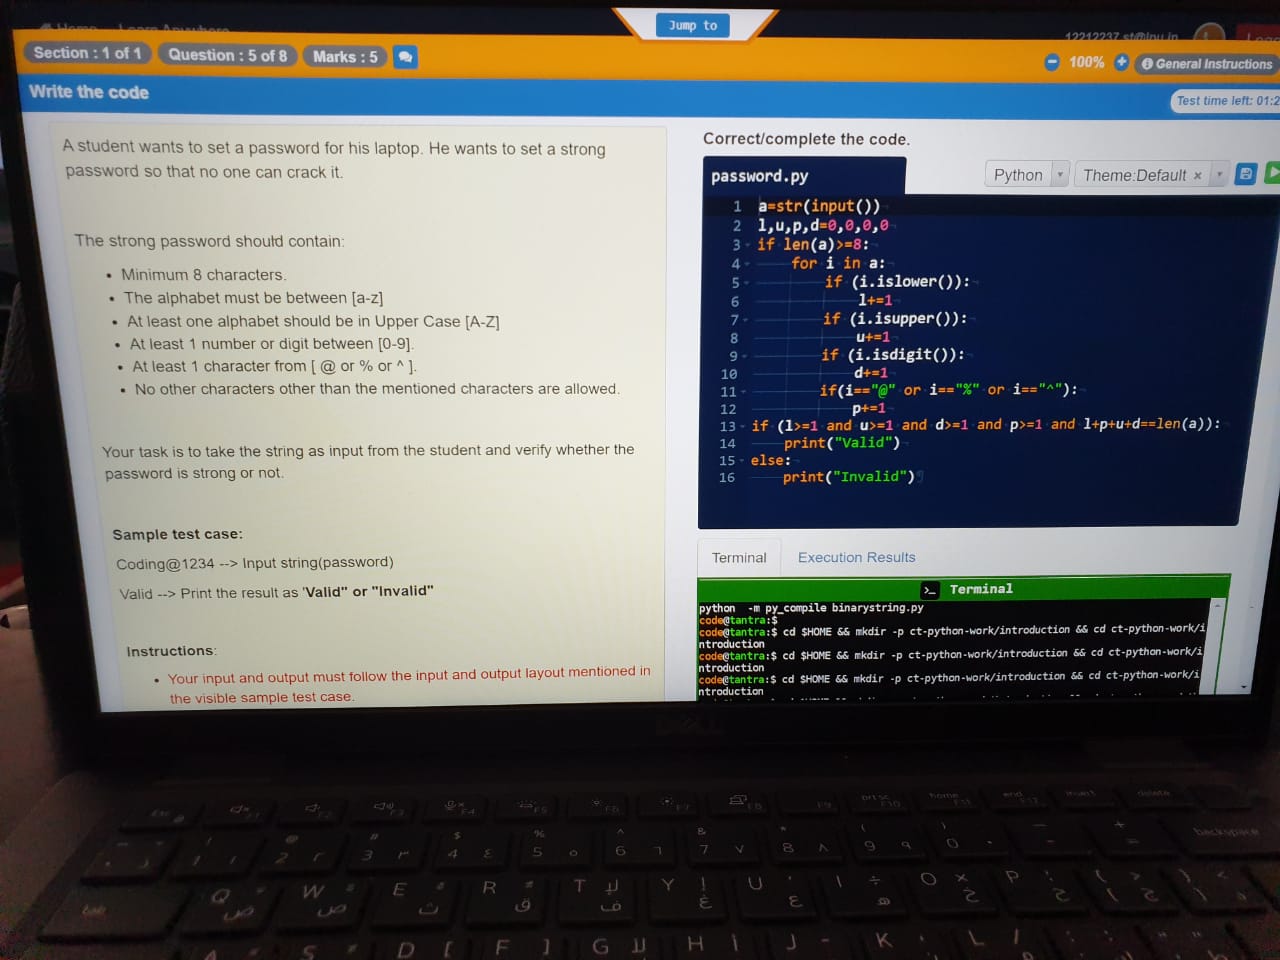 Jump to
Section : 1 of 1 Question : 5 of 8 Marks : 5
100% General Instructions
Write the code
Test time left: 01:2
A student wants to set a password for his laptop. He wants to set a strong
password so that no one can crack it.
The strong password should contain:
• Minimum 8 characters.
• The alphabet must be between [a-z]
• At least one alphabet should be in Upper Case [A-Z]
• At least 1 number or digit between [0-9].
• At least 1 character from [ @ or % or ^ ].
• No other characters other than the mentioned characters are allowed.
Your task is to take the string as input from the student and verify whether the
password is strong or not.
Sample test case:
Coding@1234 --> Input string(password)
Valid --> Print the result as 'Valid" or "Invalid"
Instructions:
• Your input and output must follow the input and output layout mentioned in
the visible sample test case.
Correct/complete the code.
password.py
Python Theme:Default ×
1 a=str(input())
2 l,u,p,d=0,0,0,0
3 if len(a)>=8:
4 for i in a:
5 if (i.islower()):
6 l+=1
7 if (i.isupper()):
8 u+=1
9 if (i.isdigit()):
10 d+=1
11 if(i=="@" or i=="%" or i=="^"):
12 p+=1
13 if (l>=1 and u>=1 and d>=1 and p>=1 and l+p+u+d==len(a)):
14 print("Valid")
15 else:
16 print("Invalid")
Terminal Execution Results
>_ Terminal
python -m py_compile binarystring.py
code@tantra:$
code@tantra:$ cd $HOME && mkdir -p ct-python-work/introduction && cd ct-python-work/i
ntroduction
code@tantra:$ cd $HOME && mkdir -p ct-python-work/introduction && cd ct-python-work/i
ntroduction
code@tantra:$ cd $HOME && mkdir -p ct-python-work/introduction && cd ct-python-work/i
ntroduction
DELL
home end insert delete
backspace
Q W E R T Y U I O P
S D F G H J K L